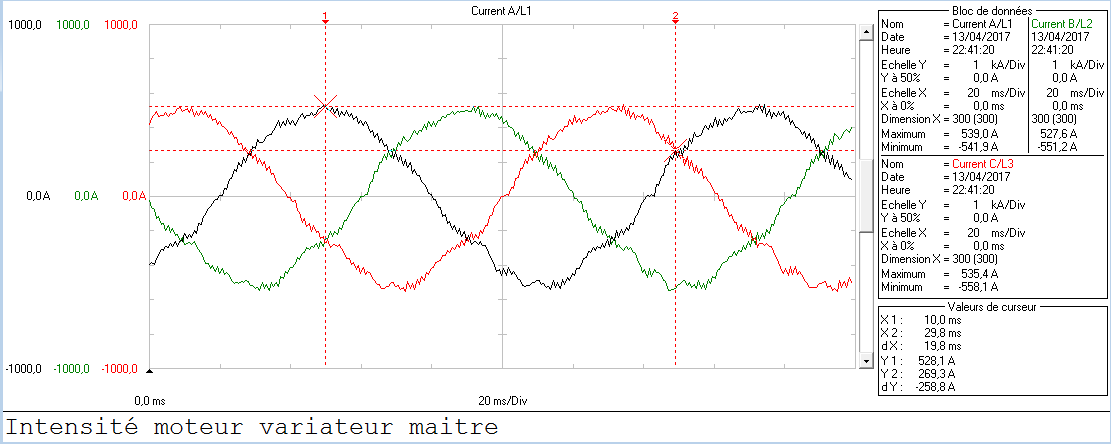 Current A/L1
1000,0 1000,0 1000,0
1 2
0,0 A 0,0 A 0,0 A
-1000,0 -1000,0 -1000,0
0,0 ms 20 ms/Div
Bloc de données
Nom = Current A/L1 Current B/L2
Date = 13/04/2017 13/04/2017
Heure = 22:41:20 22:41:20
Echelle Y = 1 kA/Div 1 kA/Div
Y à 50% = 0,0 A 0,0 A
Echelle X = 20 ms/Div 20 ms/Div
X à 0% = 0,0 ms 0,0 ms
Dimension X = 300 (300) 300 (300)
Maximum = 539,0 A 527,6 A
Minimum = -541,9 A -551,2 A
Nom = Current C/L3
Date = 13/04/2017
Heure = 22:41:20
Echelle Y = 1 kA/Div
Y à 50% = 0,0 A
Echelle X = 20 ms/Div
X à 0% = 0,0 ms
Dimension X = 300 (300)
Maximum = 535,4 A
Minimum = -558,1 A
Valeurs de curseur
X 1 : 10,0 ms
X 2 : 29,8 ms
d X : 19,8 ms
Y 1 : 528,1 A
Y 2 : 269,3 A
d Y : -258,8 A
Intensité moteur variateur maitre